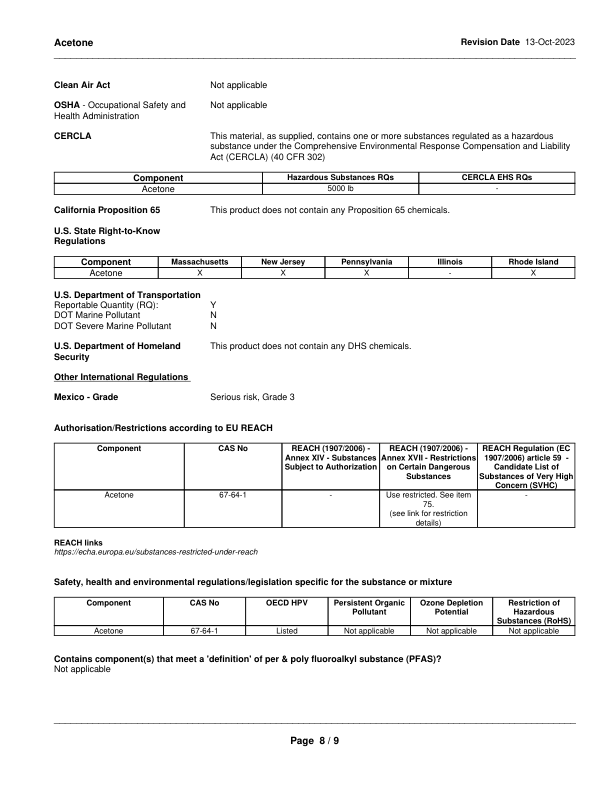 Acetone
Revision Date 13-Oct-2023
Clean Air Act Not applicable
OSHA - Occupational Safety and Not applicable
Health Administration
CERCLA This material, as supplied, contains one or more substances regulated as a hazardous
substance under the Comprehensive Environmental Response Compensation and Liability
Act (CERCLA) (40 CFR 302)
Component Hazardous Substances RQs CERCLA EHS RQs
Acetone 5000 lb -
California Proposition 65 This product does not contain any Proposition 65 chemicals.
U.S. State Right-to-Know
Regulations
Component Massachusetts New Jersey Pennsylvania Illinois Rhode Island
Acetone X X X - X
U.S. Department of Transportation
Reportable Quantity (RQ): Y
DOT Marine Pollutant N
DOT Severe Marine Pollutant N
U.S. Department of Homeland This product does not contain any DHS chemicals.
Security
Other International Regulations
Mexico - Grade Serious risk, Grade 3
Authorisation/Restrictions according to EU REACH
Component CAS No REACH (1907/2006) - REACH (1907/2006) - REACH Regulation (EC
Annex XIV - Substances Annex XVII - Restrictions 1907/2006) article 59 -
Subject to Authorization on Certain Dangerous Candidate List of
Substances Substances of Very High
Concern (SVHC)
Acetone 67-64-1 - Use restricted. See item -
75.
(see link for restriction
details)
REACH links
https://echa.europa.eu/substances-restricted-under-reach
Safety, health and environmental regulations/legislation specific for the substance or mixture
Component CAS No OECD HPV Persistent Organic Ozone Depletion Restriction of
Pollutant Potential Hazardous
Substances (RoHS)
Acetone 67-64-1 Listed Not applicable Not applicable Not applicable
Contains component(s) that meet a 'definition' of per & poly fluoroalkyl substance (PFAS)?
Not applicable
Page 8 / 9